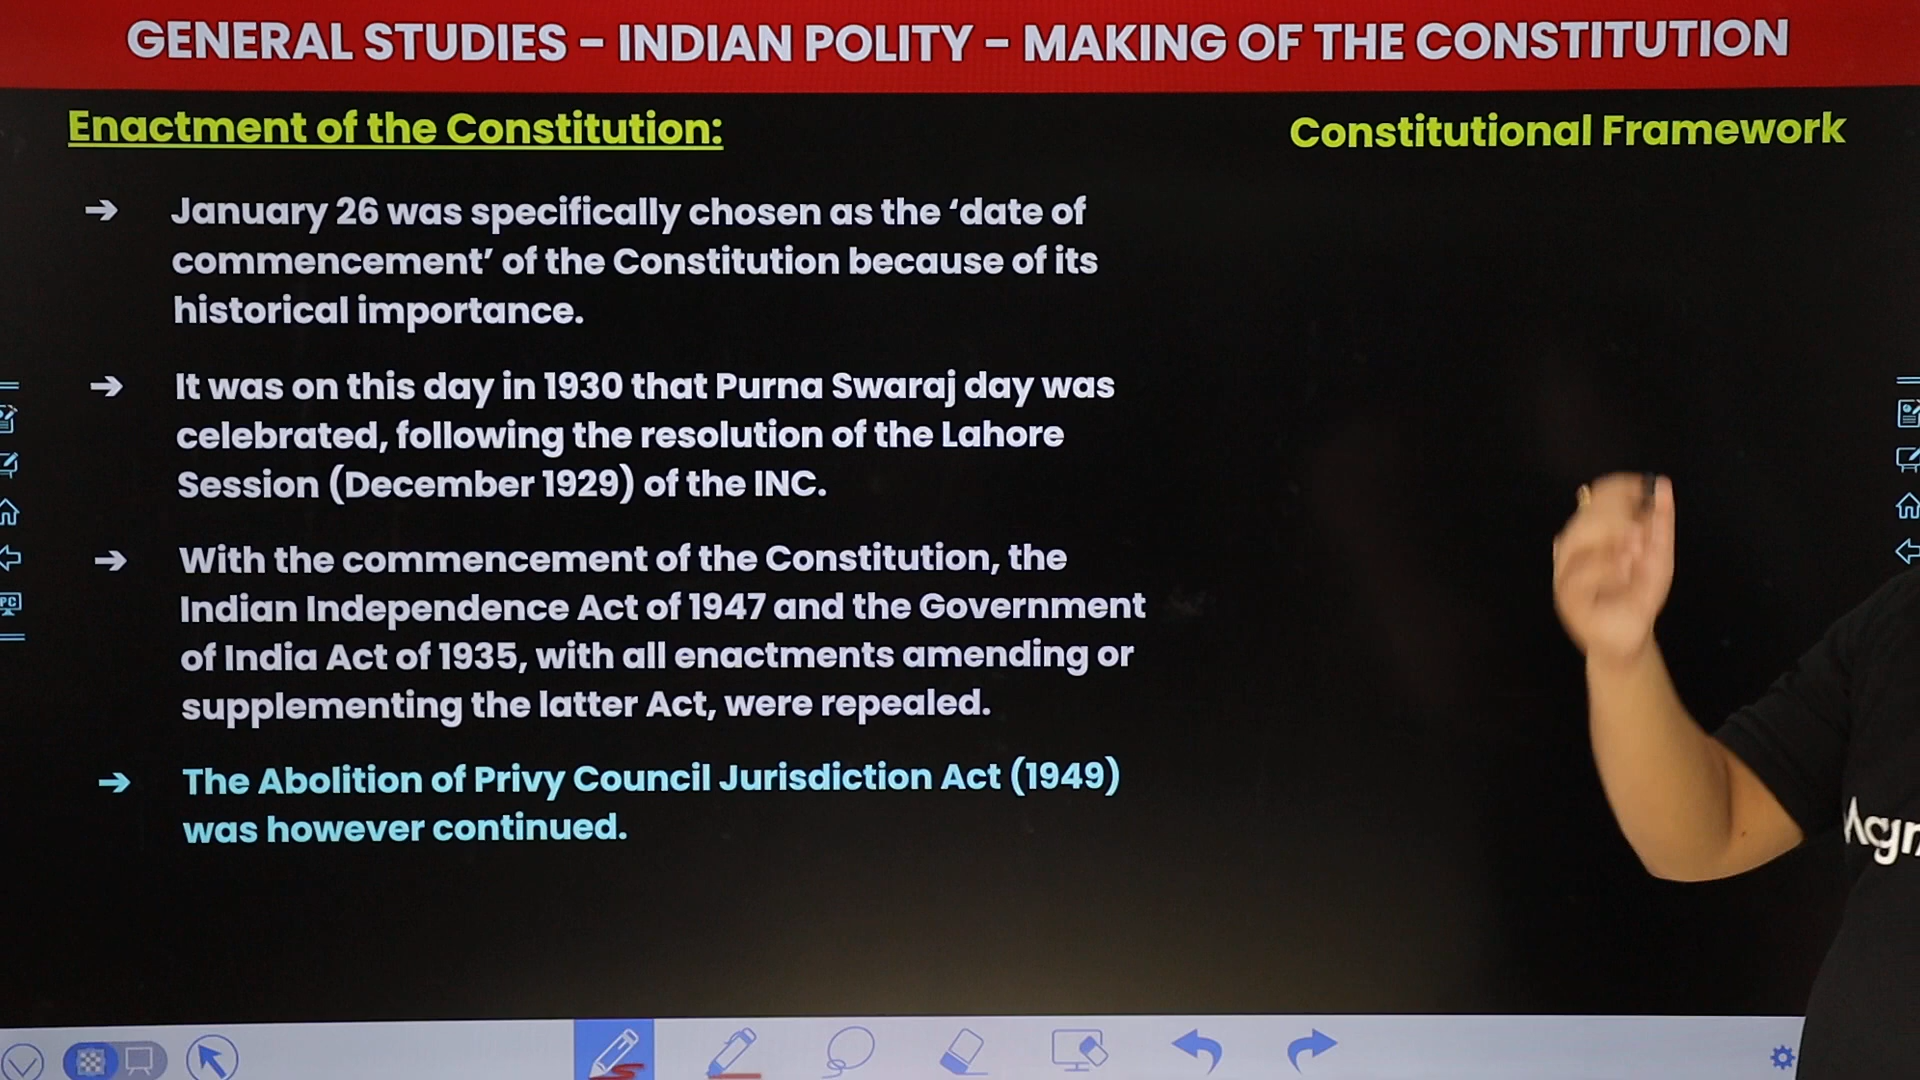 GENERAL STUDIES – INDIAN POLITY – MAKING OF THE CONSTITUTION
Enactment of the Constitution:
Constitutional Framework
➔ January 26 was specifically chosen as the ‘date of
commencement’ of the Constitution because of its
historical importance.
➔ It was on this day in 1930 that Purna Swaraj day was
celebrated, following the resolution of the Lahore
Session (December 1929) of the INC.
➔ With the commencement of the Constitution, the
Indian Independence Act of 1947 and the Government
of India Act of 1935, with all enactments amending or
supplementing the latter Act, were repealed.
➔ The Abolition of Privy Council Jurisdiction Act (1949)
was however continued.
PC